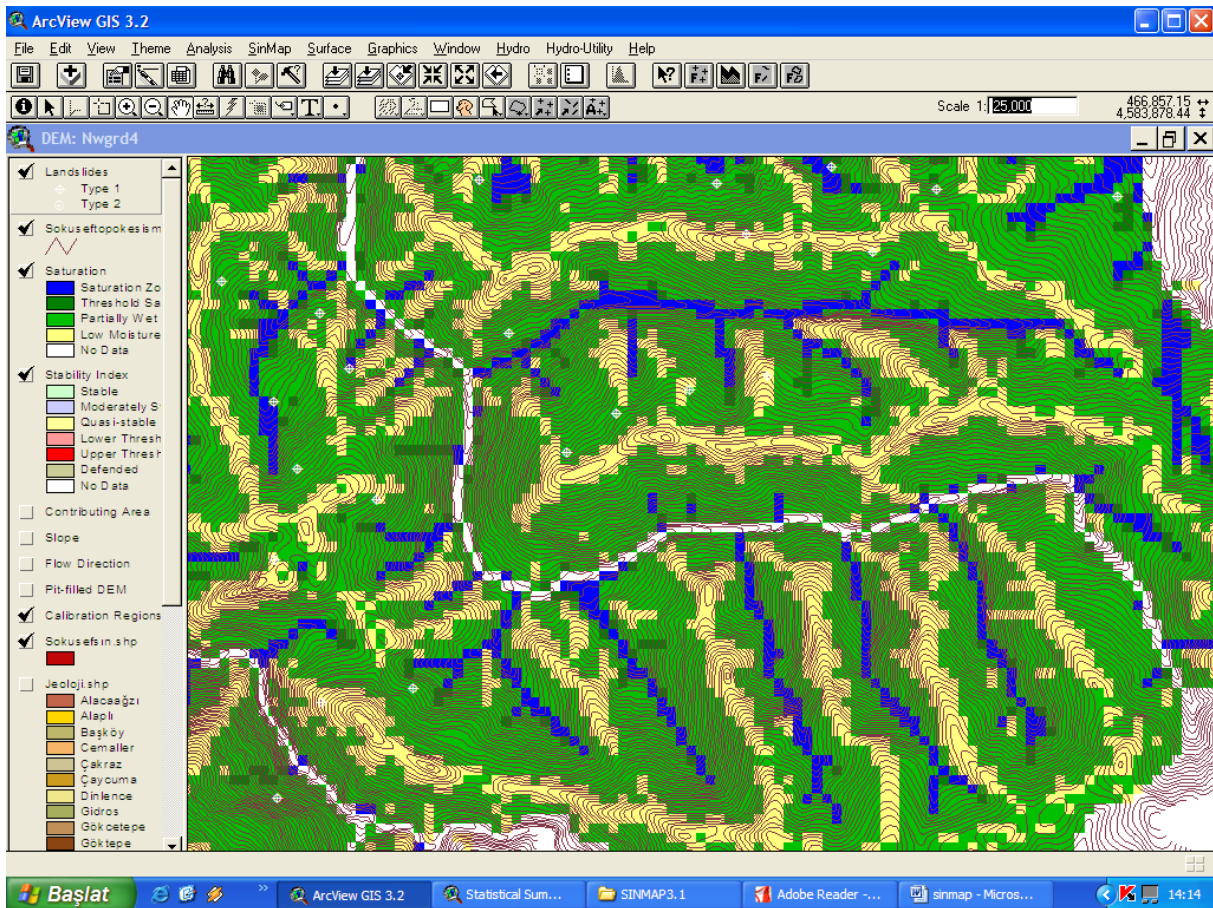 ArcView GIS 3.2
File Edit View Theme Analysis SinMap Surface Graphics Window Hydro Hydro-Utility Help
Scale 1: 25,000
466,857.15
4,583,878.44
DEM: Nwgrd4
Landslides
Type 1
Type 2
Sokuseftopokesism
Saturation
Saturation Zo
Threshold Sa
Partially Wet
Low Moisture
No Data
Stability Index
Stable
Moderately S
Quasi-stable
Lower Thresh
Upper Thresh
Defended
No Data
Contributing Area
Slope
Flow Direction
Pit-filled DEM
Calibration Regions
Sokusefsın.shp
Jeoloji.shp
Alacaağzı
Alaplı
Başköy
Cemaller
Çakraz
Çaycuma
Dinlence
Gidros
Gökcetepe
Göktepe
Başlat
ArcView GIS 3.2
Statistical Sum...
SINMAP3.1
Adobe Reader -...
sinmap - Micros...
14:14